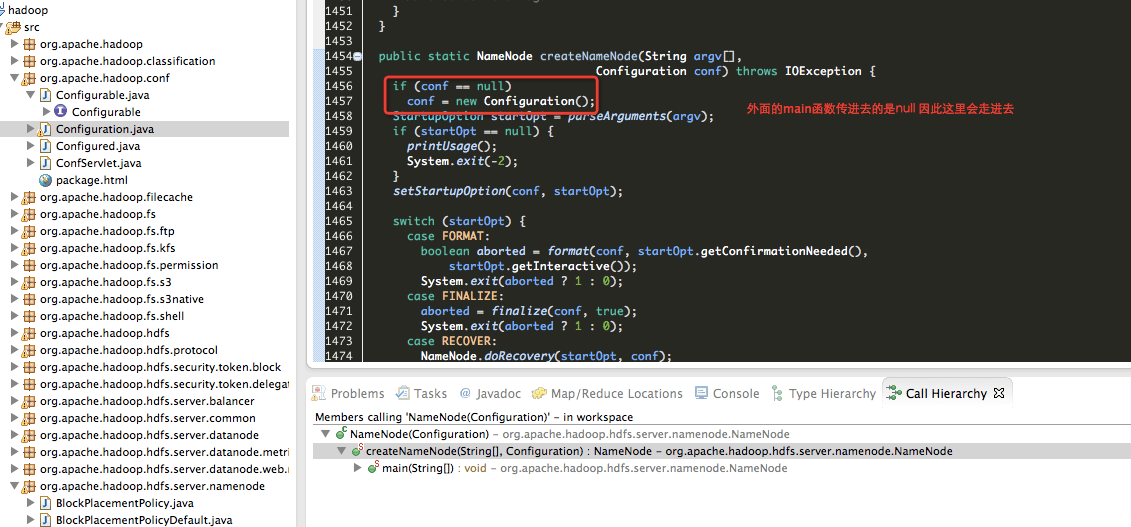 hadoop
src
org.apache.hadoop
org.apache.hadoop.classification
org.apache.hadoop.conf
Configurable.java
Configurable
Configuration.java
Configured.java
ConfServlet.java
package.html
org.apache.hadoop.filecache
org.apache.hadoop.fs
org.apache.hadoop.fs.ftp
org.apache.hadoop.fs.kfs
org.apache.hadoop.fs.permission
org.apache.hadoop.fs.s3
org.apache.hadoop.fs.s3native
org.apache.hadoop.fs.shell
org.apache.hadoop.hdfs
org.apache.hadoop.hdfs.protocol
org.apache.hadoop.hdfs.security.token.block
org.apache.hadoop.hdfs.security.token.delegat
org.apache.hadoop.hdfs.server.balancer
org.apache.hadoop.hdfs.server.common
org.apache.hadoop.hdfs.server.datanode
org.apache.hadoop.hdfs.server.datanode.metri
org.apache.hadoop.hdfs.server.datanode.web.r
org.apache.hadoop.hdfs.server.namenode
BlockPlacementPolicy.java
BlockPlacementPolicyDefault.java
1451 }
1452 }
1453
1454 public static NameNode createNameNode(String argv[],
1455 Configuration conf) throws IOException {
1456 if (conf == null)
1457 conf = new Configuration();
外面的main函数传进去的是null 因此这里会走进去
1458 StartupOption startOpt = parseArguments(argv);
1459 if (startOpt == null) {
1460 printUsage();
1461 System.exit(-2);
1462 }
1463 setStartupOption(conf, startOpt);
1464
1465 switch (startOpt) {
1466 case FORMAT:
1467 boolean aborted = format(conf, startOpt.getConfirmationNeeded(),
1468 startOpt.getInteractive());
1469 System.exit(aborted ? 1 : 0);
1470 case FINALIZE:
1471 aborted = finalize(conf, true);
1472 System.exit(aborted ? 1 : 0);
1473 case RECOVER:
1474 NameNode.doRecovery(startOpt, conf);
Problems Tasks @ Javadoc Map/Reduce Locations Console Type Hierarchy Call Hierarchy
Members calling 'NameNode(Configuration)' – in workspace
NameNode(Configuration) – org.apache.hadoop.hdfs.server.namenode.NameNode
createNameNode(String[], Configuration) : NameNode – org.apache.hadoop.hdfs.server.namenode.NameNode
main(String[]) : void – org.apache.hadoop.hdfs.server.namenode.NameNode